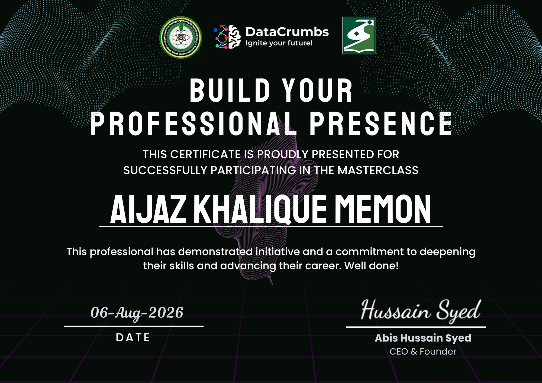 DataCrumbs
Ignite your future!
BUILD YOUR
PROFESSIONAL PRESENCE
THIS CERTIFICATE IS PROUDLY PRESENTED FOR
SUCCESSFULLY PARTICIPATING IN THE MASTERCLASS
AIJAZ KHALIQUE MEMON
This professional has demonstrated initiative and a commitment to deepening
their skills and advancing their career. Well done!
06-Aug-2026
DATE
Hussain Syed
Abis Hussain Syed
CEO & Founder